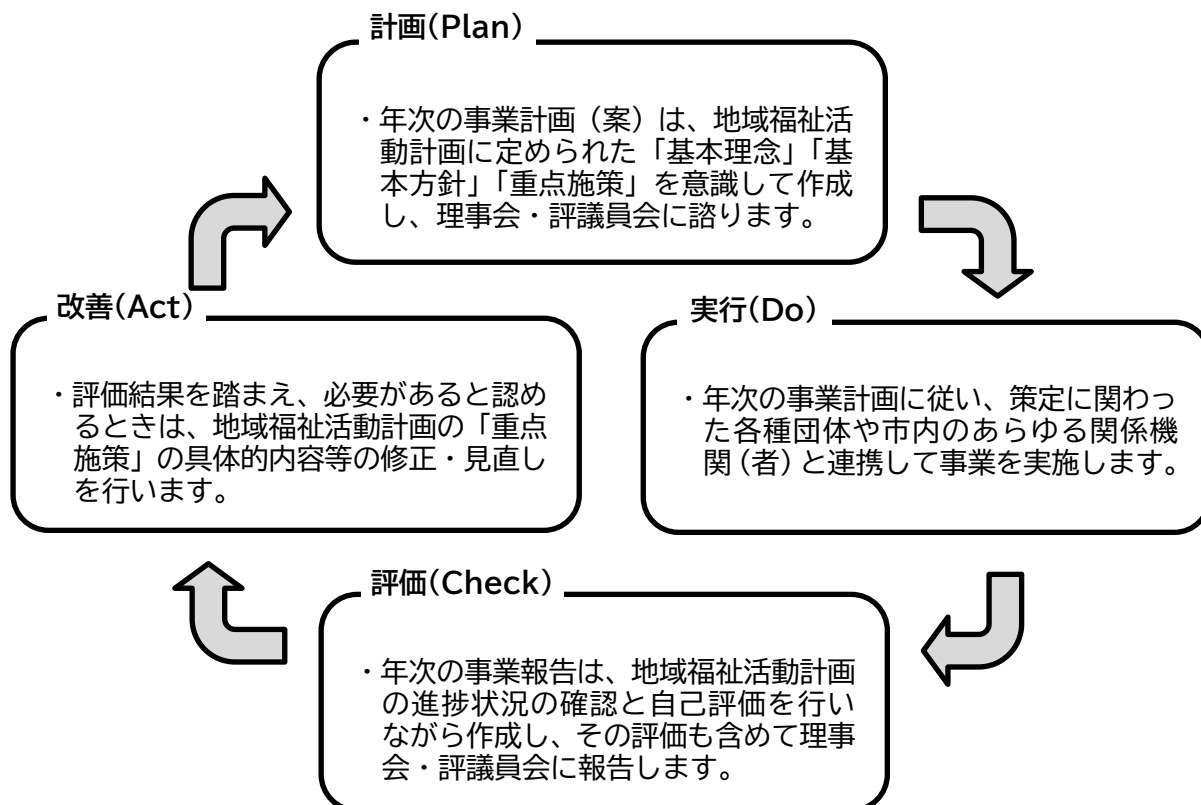 計画(Plan)
・年次の事業計画（案）は、地域福祉活
動計画に定められた「基本理念」「基
本方針」「重点施策」を意識して作成
し、理事会・評議員会に諮ります。
改善(Act)
・評価結果を踏まえ、必要があると認め
るときは、地域福祉活動計画の「重点
施策」の具体的内容等の修正・見直し
を行います。
実行(Do)
・年次の事業計画に従い、策定に関わっ
た各種団体や市内のあらゆる関係機
関(者)と連携して事業を実施します。
評価(Check)
・年次の事業報告は、地域福祉活動計画
の進捗状況の確認と自己評価を行い
ながら作成し、その評価も含めて理事
会・評議員会に報告します。